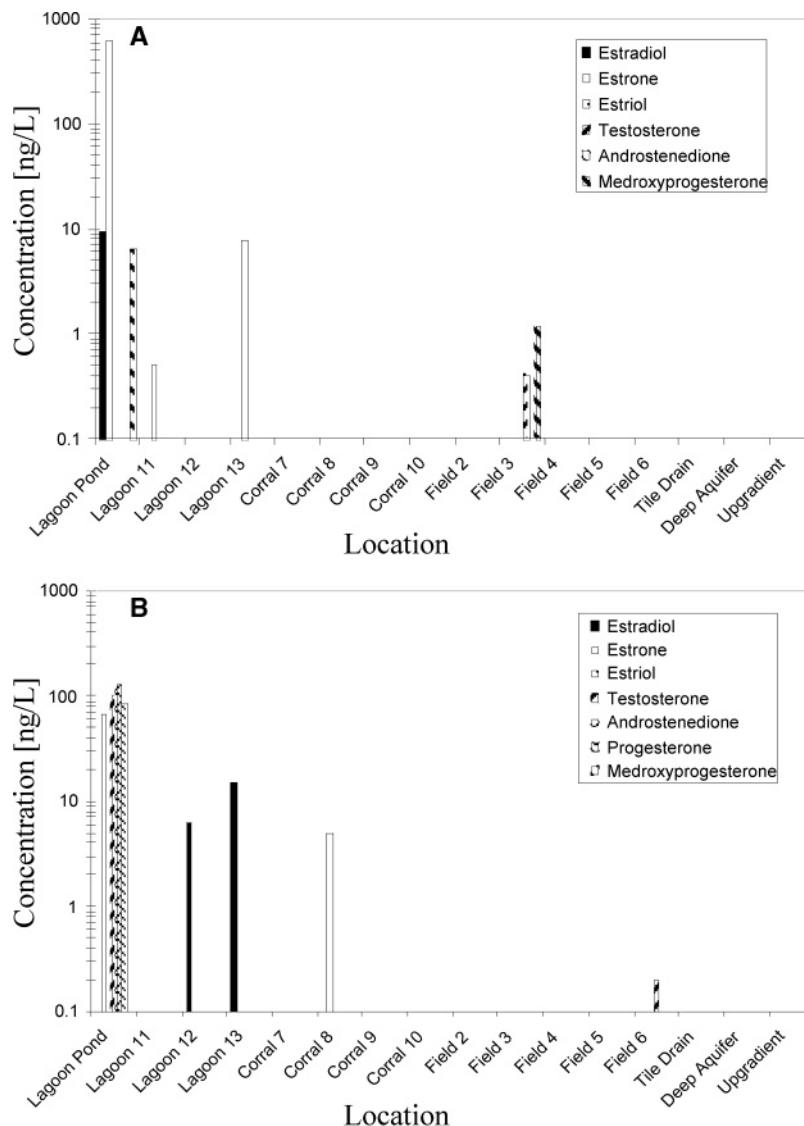 A
Concentration [ng/L]
1000
100
10
1
0.1
Estradiol
Estrone
Estriol
Testosterone
Androstenedione
Medroxyprogesterone
Lagoon Pond
Lagoon 11
Lagoon 12
Lagoon 13
Corral 7
Corral 8
Corral 9
Corral 10
Field 2
Field 3
Field 4
Field 5
Field 6
Tile Drain
Deep Aquifer
Upgradient
Location
B
Concentration [ng/L]
1000
100
10
1
0.1
Estradiol
Estrone
Estriol
Testosterone
Androstenedione
Progesterone
Medroxyprogesterone
Lagoon Pond
Lagoon 11
Lagoon 12
Lagoon 13
Corral 7
Corral 8
Corral 9
Corral 10
Field 2
Field 3
Field 4
Field 5
Field 6
Tile Drain
Deep Aquifer
Upgradient
Location